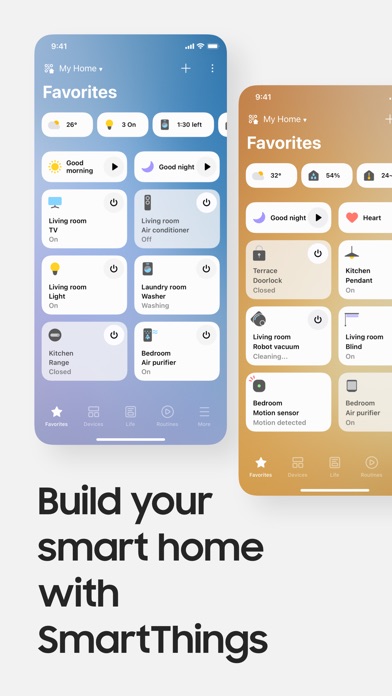 9:41
My Home ▾
Favorites
26°
3 On
1:30 left
Good morning
Good night
Living room
TV
On
Living room
Air conditioner
Off
Living room
Light
On
Laundry room
Washer
Washing
Kitchen
Range
Closed
Bedroom
Air purifier
On
Favorites
Devices
Life
Routines
More
9:41
My Home ▾
Favorites
32°
54%
24~
Good night
Heart
Terrace
Doorlock
Closed
Kitchen
Pendant
On
Living room
Robot vacuum
Cleaning...
Living room
Blind
On
Bedroom
Motion sensor
Motion detected
Bedroom
Air purifier
On
Favorites
Devices
Life
Routines
Build your
smart home
with
SmartThings